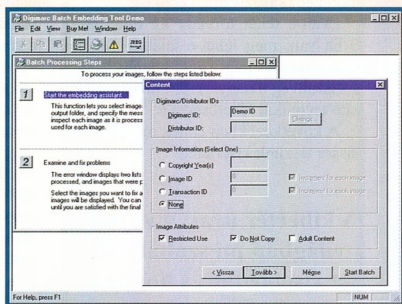 Digimarc Batch Embedding Tool Demo
File Edit View Buy Me! Window Help
Batch Processing Steps
To process your images, follow the steps listed below.
1 Start the embedding assistant
This function lets you select image
output folder, and specify the mess
inspect each image as it is process
used for each image.
2 Examine and fix problems
The error window displays two lists
processed, and images that were p
Select the images you want to fix a
images will be displayed. You can
until you are satisfied with the final
Content
Digimarc/Distributor IDs
Digimarc ID: Demo ID
Distributor ID:
Change...
Image Information (Select One)
Copyright Year(s)
Image ID 0 Increment for each image
Transaction ID 0 Increment for each image
None
Image Attributes
Restricted Use Do Not Copy Adult Content
< Vissza Tovább > Mégse Start Batch
For Help, press F1 NUM